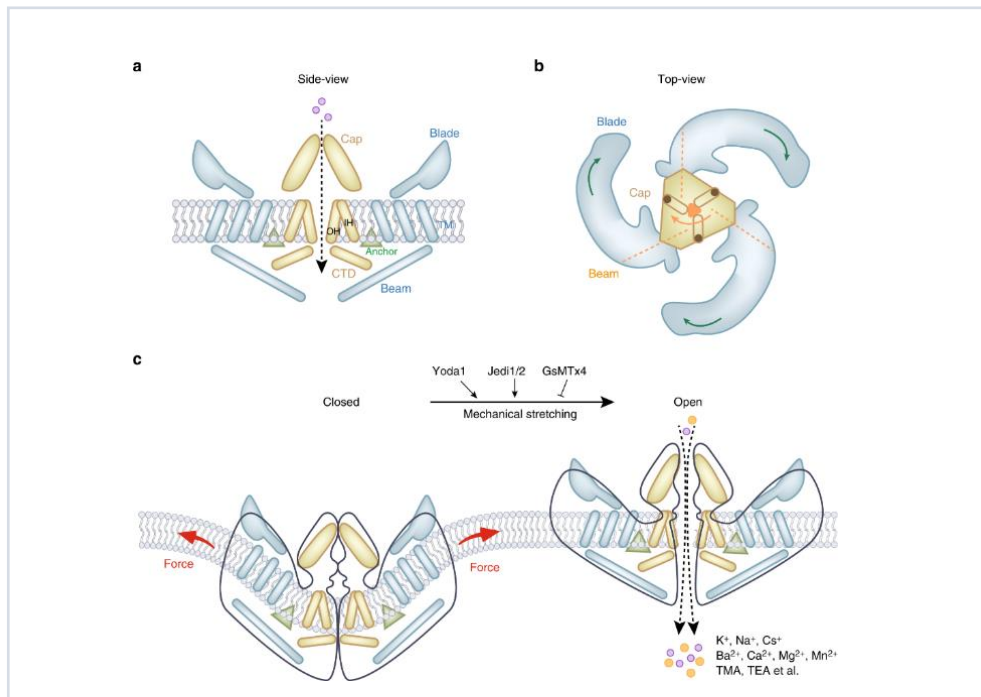 a
Side-view
Cap
Blade
OH
IH
TM
Anchor
CTD
Beam
b
Top-view
Blade
Cap
Beam
c
Closed
Yoda1
Jedi1/2
GsMTx4
Mechanical stretching
Open
Force
Force
K⁺, Na⁺, Cs⁺
Ba²⁺, Ca²⁺, Mg²⁺, Mn²⁺
TMA, TEA et al.